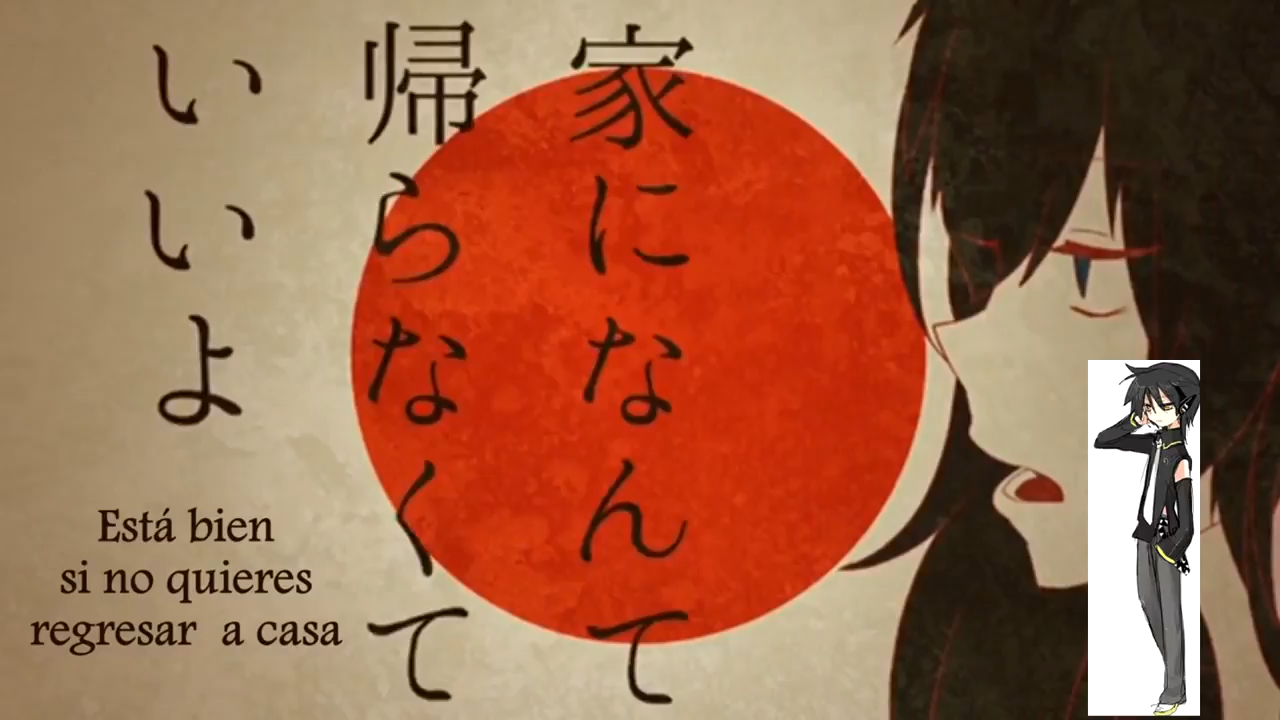 家になんて
帰らなくて
いいよ
Está bien
si no quieres
regresar a casa